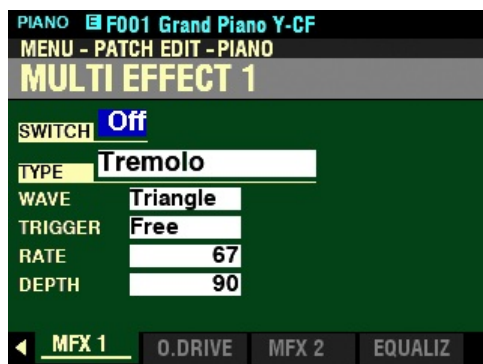 PIANO E F001 Grand Piano Y-CF
MENU - PATCH EDIT - PIANO
MULTI EFFECT 1
SWITCH Off
TYPE Tremolo
WAVE Triangle
TRIGGER Free
RATE 67
DEPTH 90
MFX 1 O.DRIVE MFX 2 EQUALIZ